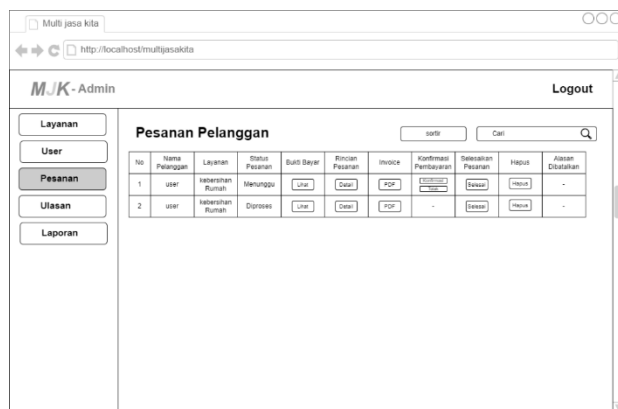 Multi jasa kita
http://localhost/multijasakita
MJK - Admin
Logout
Layanan
User
Pesanan
Ulasan
Laporan
Pesanan Pelanggan
sortir
Cari
No Nama Pelanggan Layanan Status Pesanan Bukti Bayar Rincian Pesanan Invoice Konfirmasi Pembayaran Selesaikan Pesanan Hapus Alasan Dibatalkan
1 user kebersihan Rumah Menunggu Lihat Detail PDF Konfirmasi Tolak Selesai Hapus -
2 user kebersihan Rumah Diproses Lihat Detail PDF - Selesai Hapus -